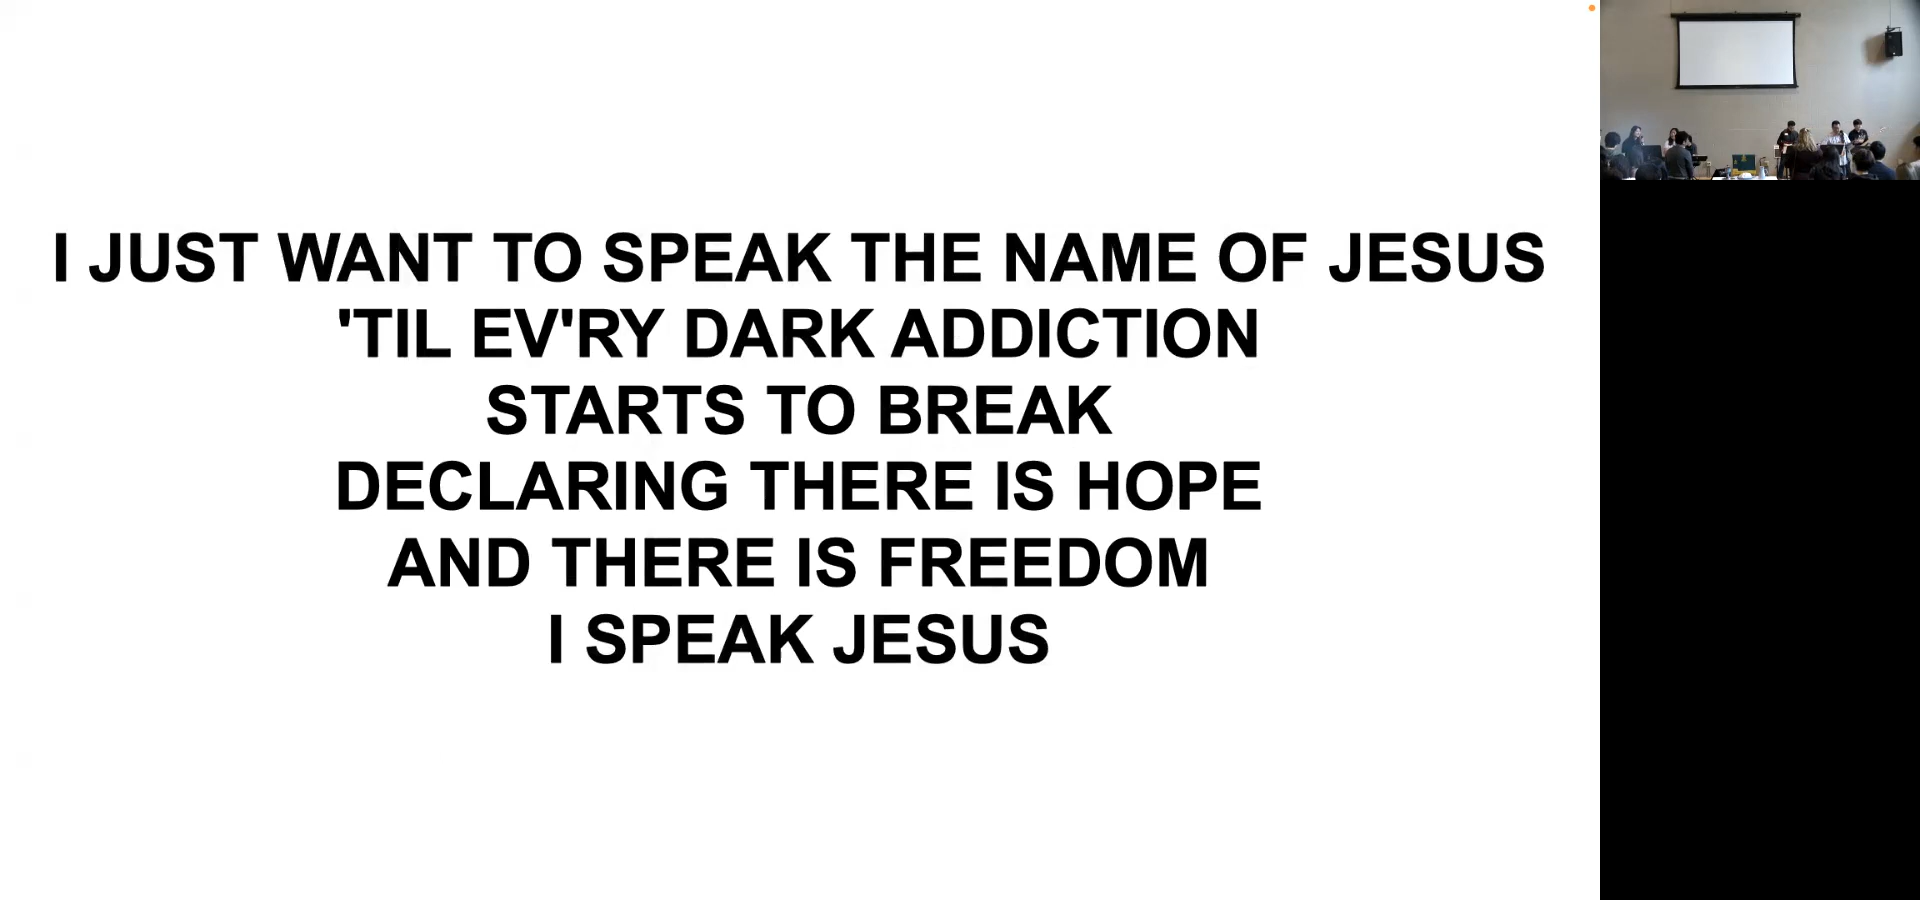 I JUST WANT TO SPEAK THE NAME OF JESUS
'TIL EV'RY DARK ADDICTION
STARTS TO BREAK
DECLARING THERE IS HOPE
AND THERE IS FREEDOM
I SPEAK JESUS